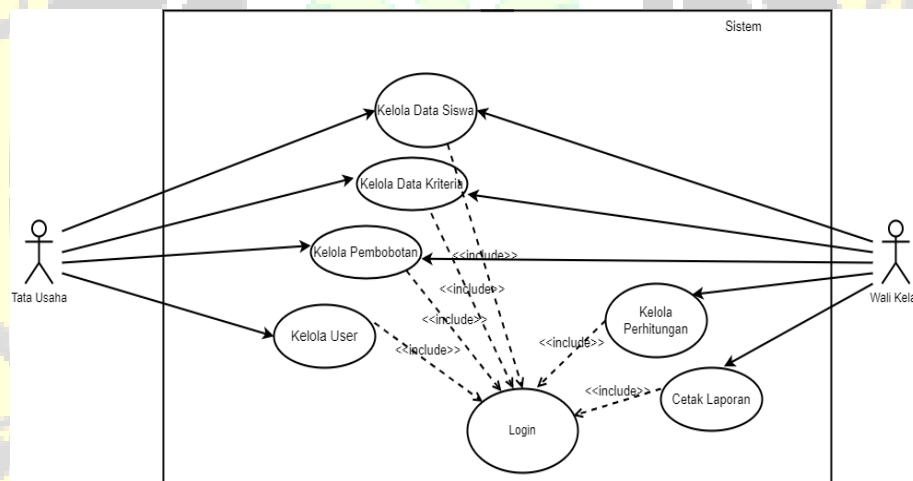 Sistem
Kelola Data Siswa
Kelola Data Kriteria
Kelola Pembobotan
<<include>>
<<include>>
<<include>>
<<include>>
<<include>>
<<include>>
Kelola User
Kelola
Perhitungan
Cetak Laporan
Login
Tata Usaha
Wali Kela